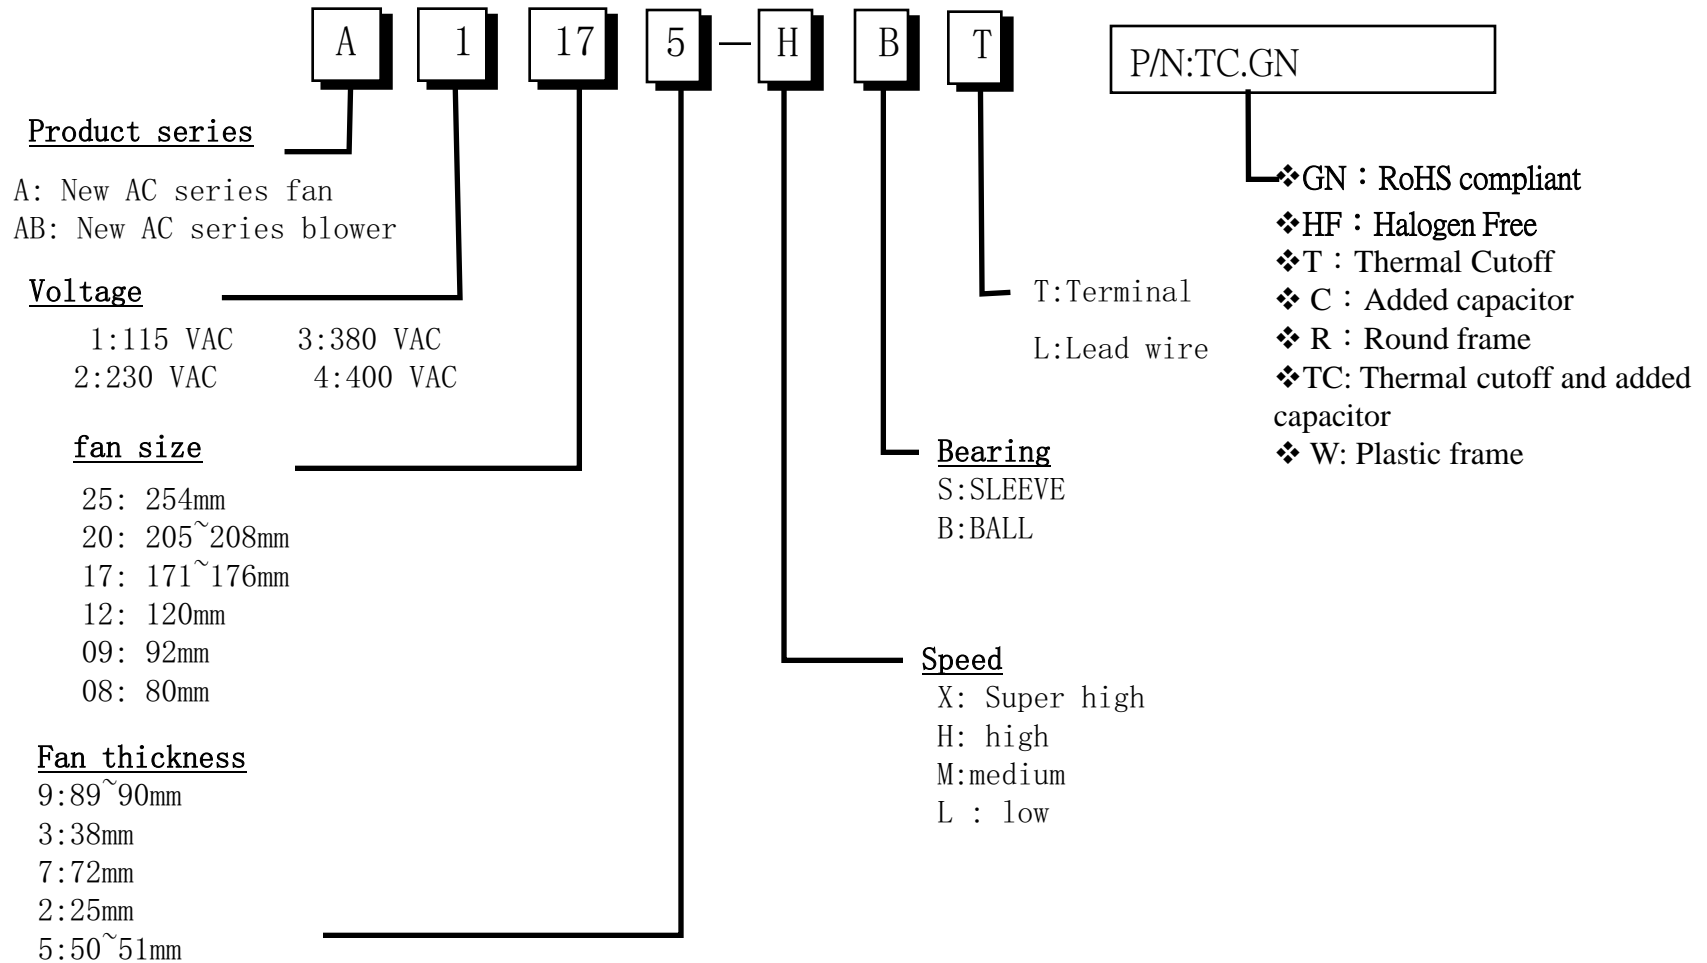 A 1 17 5 — H B T
P/N:TC.GN
Product series
A: New AC series fan
AB: New AC series blower
Voltage
1:115 VAC 3:380 VAC
2:230 VAC 4:400 VAC
fan size
25: 254mm
20: 205~208mm
17: 171~176mm
12: 120mm
09: 92mm
08: 80mm
Fan thickness
9:89~90mm
3:38mm
7:72mm
2:25mm
5:50~51mm
Speed
X: Super high
H: high
M:medium
L : low
Bearing
S:SLEEVE
B:BALL
T:Terminal
L:Lead wire
❖GN：RoHS compliant
❖HF：Halogen Free
❖T：Thermal Cutoff
❖ C：Added capacitor
❖ R：Round frame
❖TC: Thermal cutoff and added
capacitor
❖ W: Plastic frame